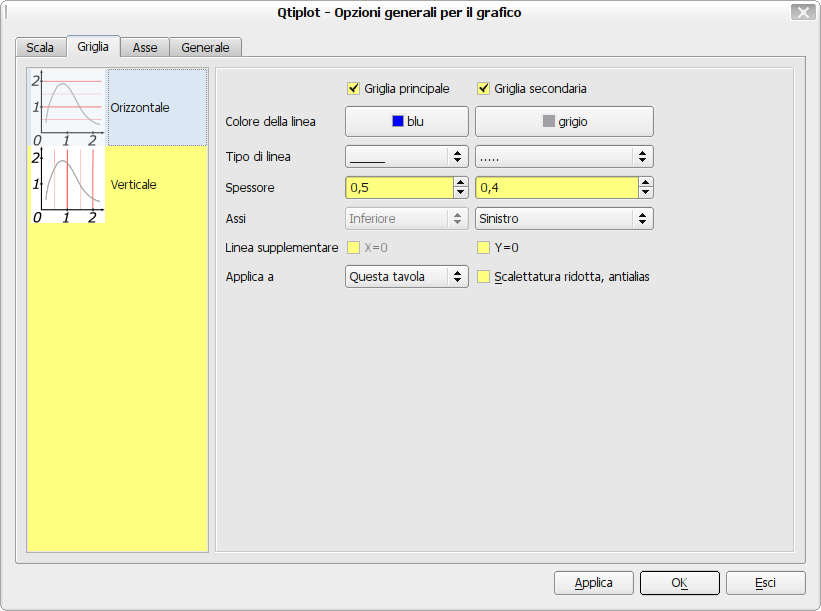 Qtiplot - Opzioni generali per il grafico
Scala Griglia Asse Generale
2
1
0 1 2
Orizzontale
2
1
0 1 2
Verticale
Griglia principale Griglia secondaria
Colore della linea blu grigio
Tipo di linea _____ .....
Spessore 0,5 0,4
Assi Inferiore Sinistro
Linea supplementare X=0 Y=0
Applica a Questa tavola Scalettatura ridotta, antialias
Applica OK Esci